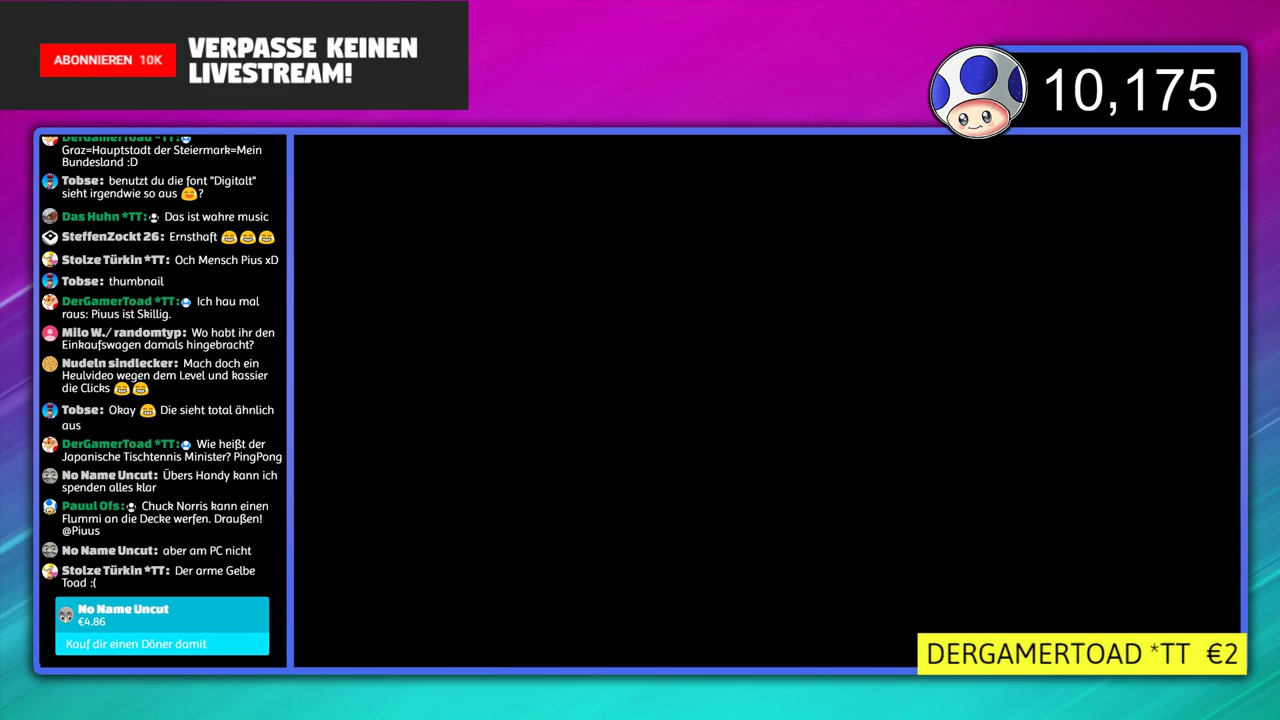 ABONNIEREN 10K
VERPASSE KEINEN
LIVESTREAM!
10,175
DerGamerToad *TT:
Graz=Hauptstadt der Steiermark=Mein
Bundesland :D
Tobse: benutzt du die font "Digitalt"
sieht irgendwie so aus 😄?
Das Huhn *TT: Das ist wahre music
SteffenZockt 26: Ernsthaft 😂 😂 😂
Stolze Türkin *TT: Och Mensch Pius xD
Tobse: thumbnail
DerGamerToad *TT: Ich hau mal
raus: Piuus ist Skillig.
Milo W./ randomtyp: Wo habt ihr den
Einkaufswagen damals hingebracht?
Nudeln sindlecker: Mach doch ein
Heulvideo wegen dem Level und kassier
die Clicks 😂 😂
Tobse: Okay 😂 Die sieht total ähnlich
aus
DerGamerToad *TT: Wie heißt der
Japanische Tischtennis Minister? PingPong
No Name Uncut: Übers Handy kann ich
spenden alles klar
Pauul Ofs: Chuck Norris kann einen
Flummi an die Decke werfen. Draußen!
@Piuus
No Name Uncut: aber am PC nicht
Stolze Türkin *TT: Der arme Gelbe
Toad :(
No Name Uncut
€4.86
Kauf dir einen Döner damit
DERGAMERTOAD *TT €2